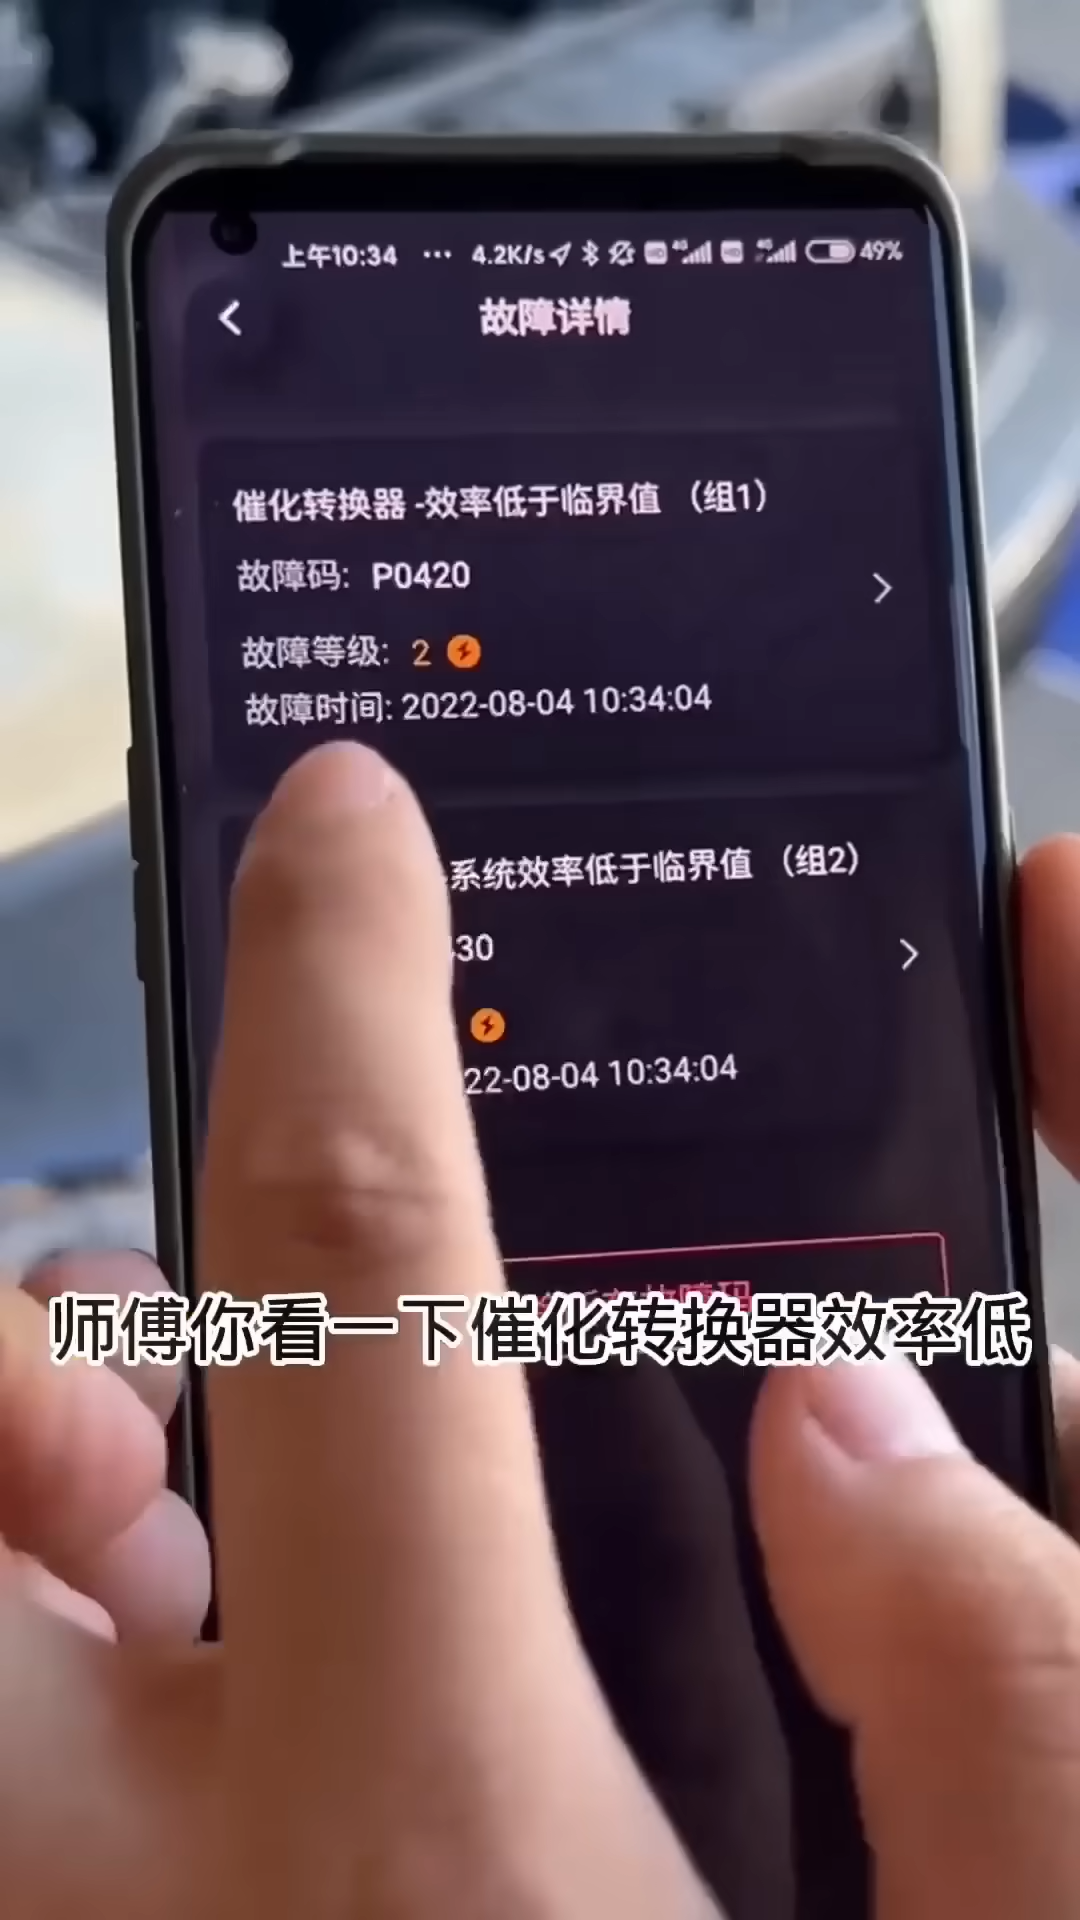 上午10:34 ··· 4.2K/s 49%
故障详情
催化转换器-效率低于临界值 （组1）
故障码: P0420
故障等级: 2
故障时间: 2022-08-04 10:34:04
系统效率低于临界值 （组2）
30
22-08-04 10:34:04
故障码
师傅你看一下催化转换器效率低